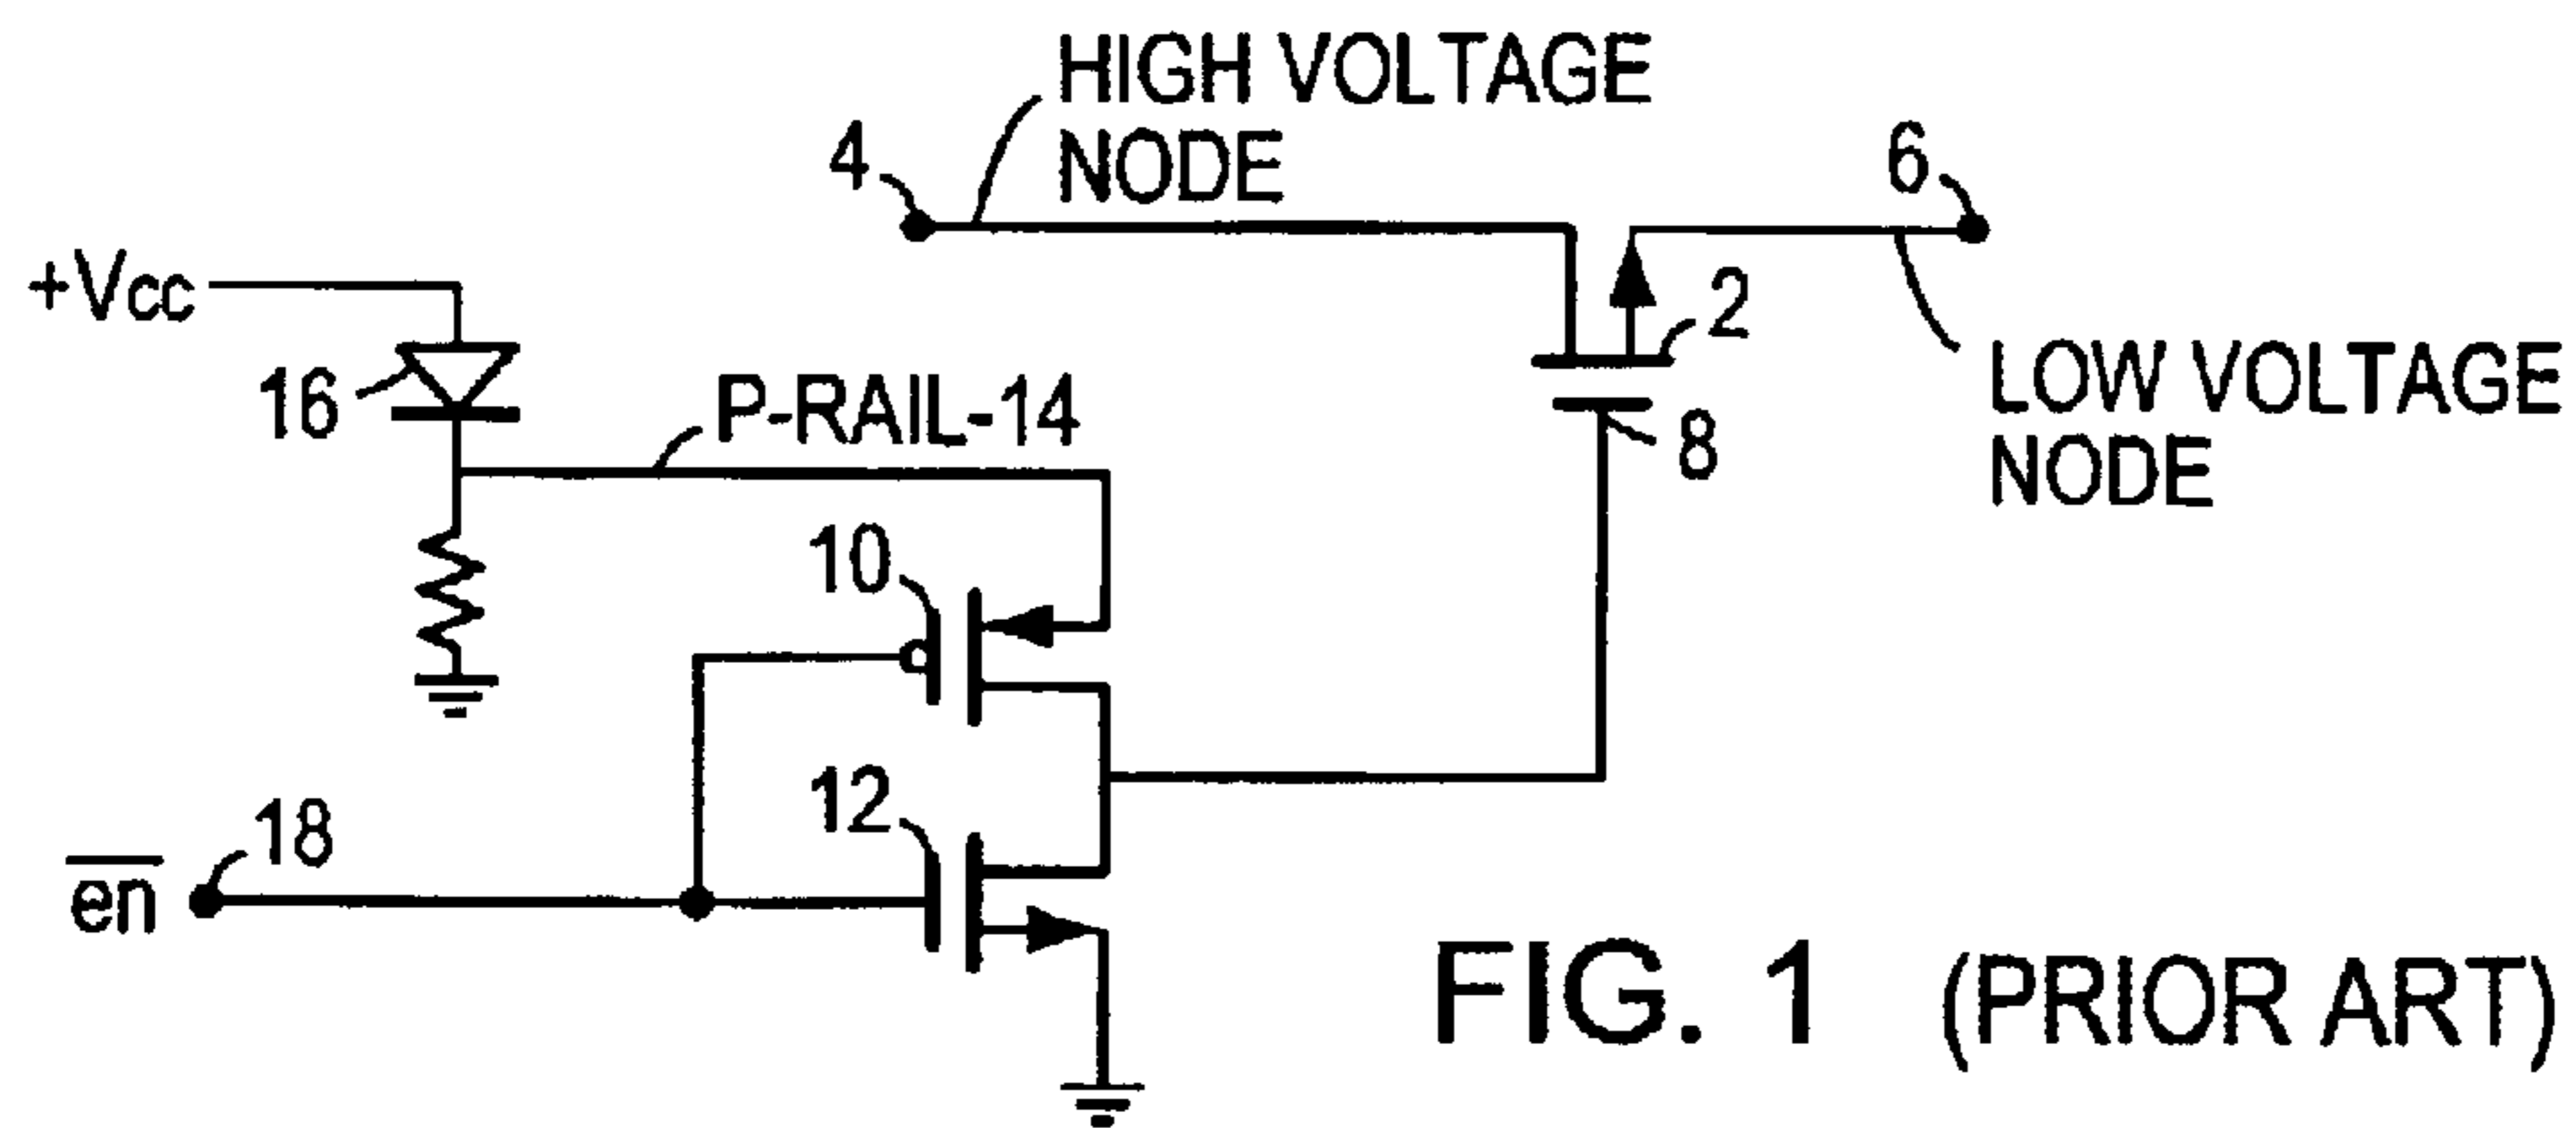 HIGH VOLTAGE
NODE
4
6
+Vcc
2
16
P-RAIL-14
LOW VOLTAGE
NODE
8
10
12
18
e̅n̅
FIG. 1 (PRIOR ART)